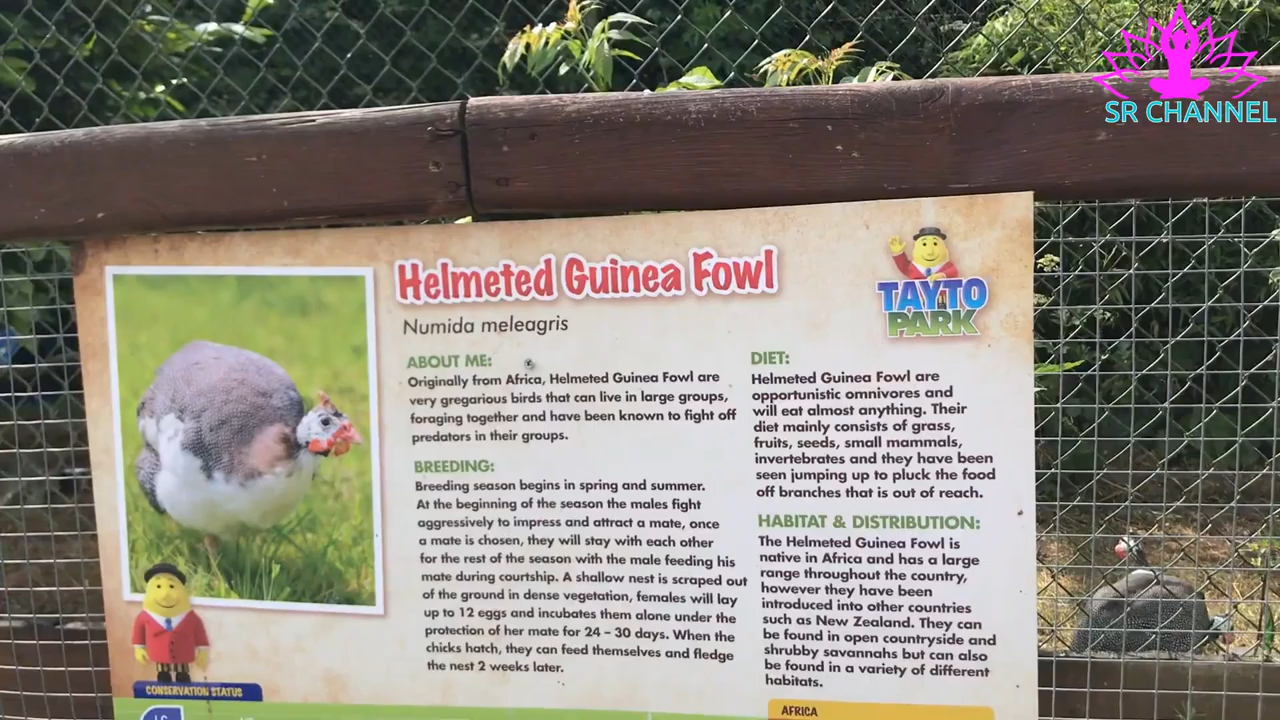 SR CHANNEL
Helmeted Guinea Fowl
Numida meleagris
TAYTO
PARK
ABOUT ME:
Originally from Africa, Helmeted Guinea Fowl are
very gregarious birds that can live in large groups,
foraging together and have been known to fight off
predators in their groups.
BREEDING:
Breeding season begins in spring and summer.
At the beginning of the season the males fight
aggressively to impress and attract a mate, once
a mate is chosen, they will stay with each other
for the rest of the season with the male feeding his
mate during courtship. A shallow nest is scraped out
of the ground in dense vegetation, females will lay
up to 12 eggs and incubates them alone under the
protection of her mate for 24 – 30 days. When the
chicks hatch, they can feed themselves and fledge
the nest 2 weeks later.
DIET:
Helmeted Guinea Fowl are
opportunistic omnivores and
will eat almost anything. Their
diet mainly consists of grass,
fruits, seeds, small mammals,
invertebrates and they have been
seen jumping up to pluck the food
off branches that is out of reach.
HABITAT & DISTRIBUTION:
The Helmeted Guinea Fowl is
native in Africa and has a large
range throughout the country,
however they have been
introduced into other countries
such as New Zealand. They can
be found in open countryside and
shrubby savannahs but can also
be found in a variety of different
habitats.
CONSERVATION STATUS
AFRICA